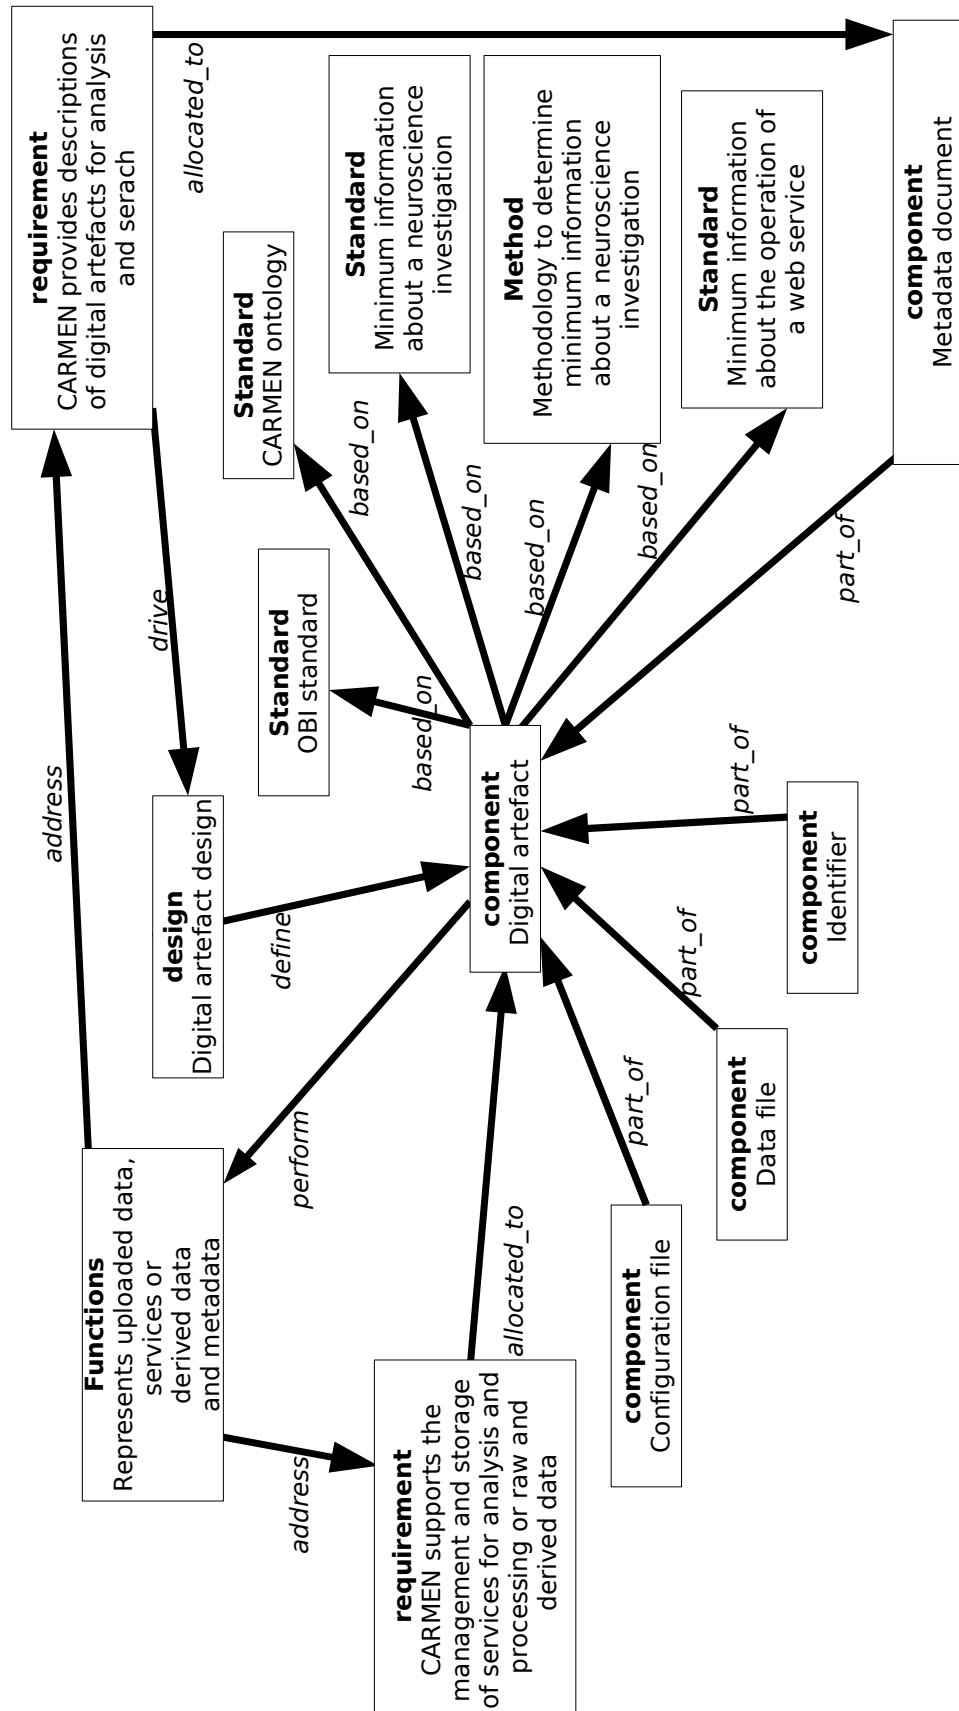 requirement
CARMEN provides descriptions
of digital artefacts for analysis
and serach
allocated_to
address
drive
Standard
CARMEN ontology
Standard
Minimum information
about a neuroscience
investigation
Method
Methodology to determine
minimum information
about a neuroscience
investigation
Standard
Minimum information
about the operation of
a web service
component
Metadata document
Standard
OBI standard
based_on
based_on
based_on
based_on
based_on
part_of
design
Digital artefact design
define
component
Digital artefact
perform
Functions
Represents uploaded data,
services or
derived data
and metadata
address
requirement
CARMEN supports the
management and storage
of services for analysis and
processing or raw and
derived data
allocated_to
component
Configuration file
part_of
component
Data file
part_of
component
Identifier
part_of